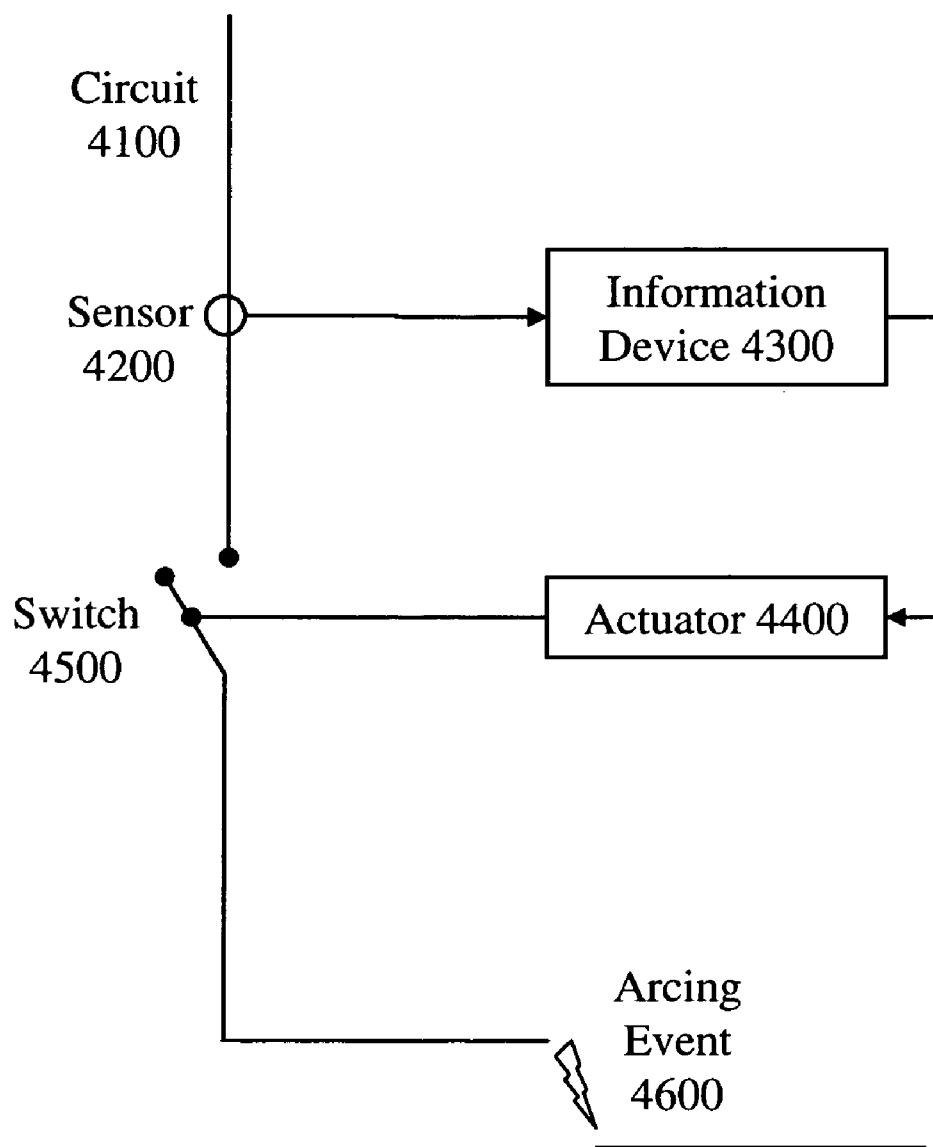 Circuit
4100
Sensor
4200
Information
Device 4300
Switch
4500
Actuator 4400
Arcing
Event
4600